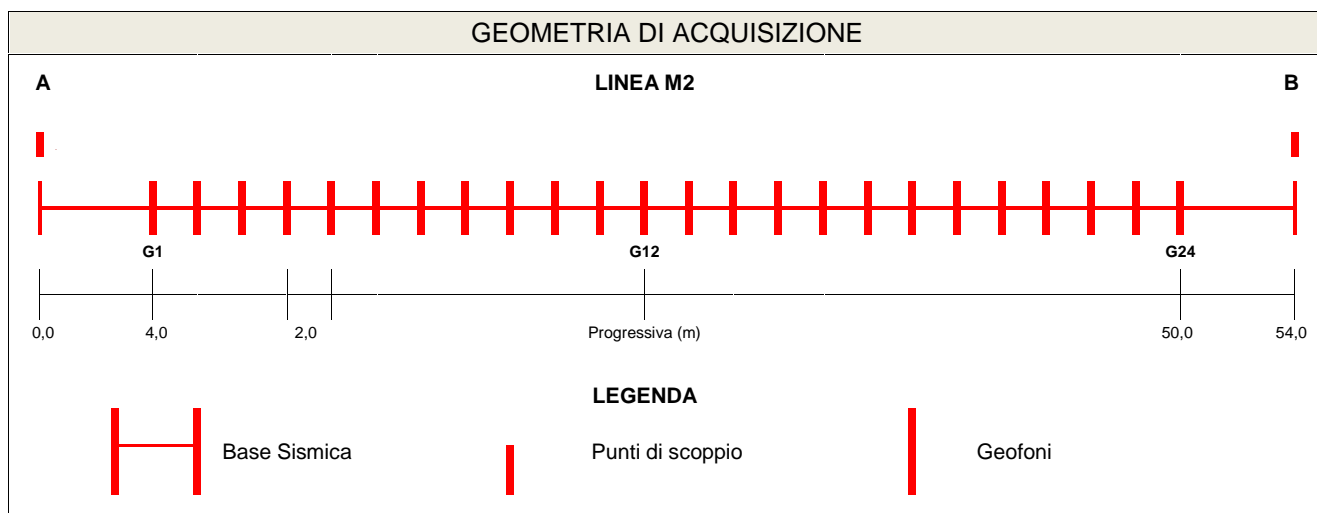 GEOMETRIA DI ACQUISIZIONE
A LINEA M2 B
G1 G12 G24
0,0 4,0 2,0 Progressiva (m) 50,0 54,0
LEGENDA
Base Sismica Punti di scoppio Geofoni